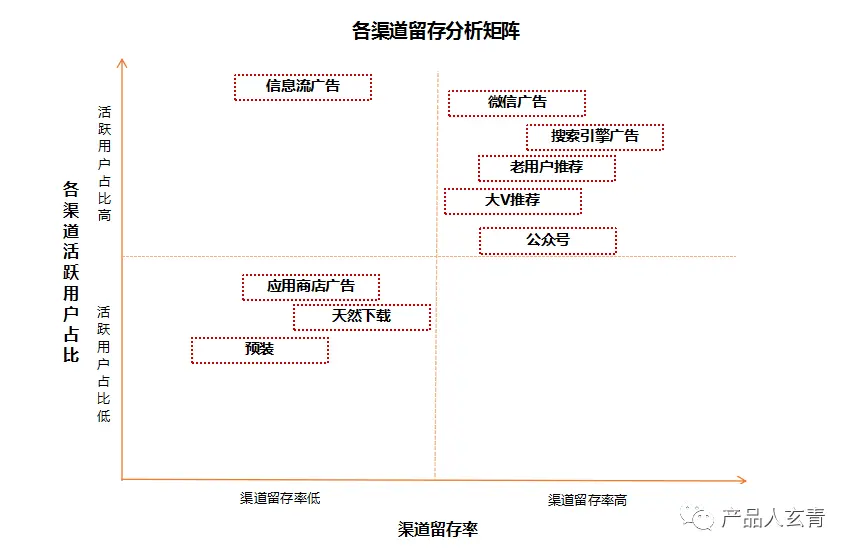 各渠道留存分析矩阵
信息流广告
微信广告
搜索引擎广告
老用户推荐
大V推荐
公众号
活跃用户占比高
各渠道活跃用户占比
应用商店广告
天然下载
预装
活跃用户占比低
渠道留存率低
渠道留存率高
渠道留存率
产品人玄青